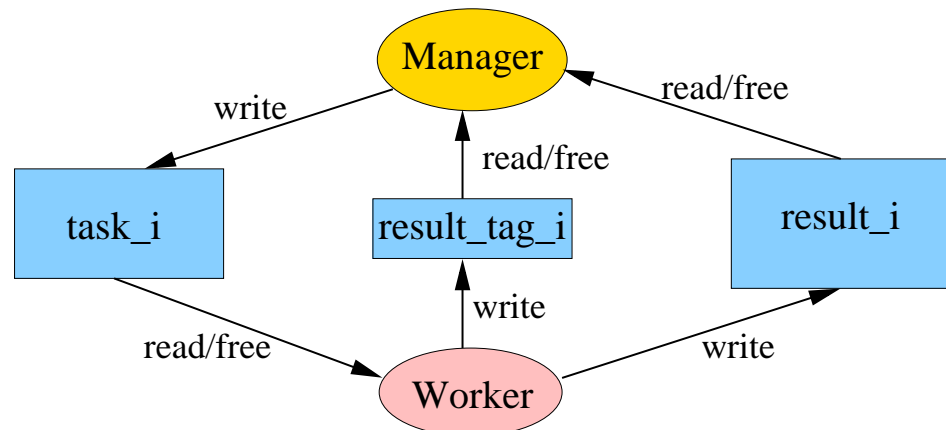 Manager
write
read/free
read/free
task_i
result_tag_i
result_i
read/free
write
write
Worker